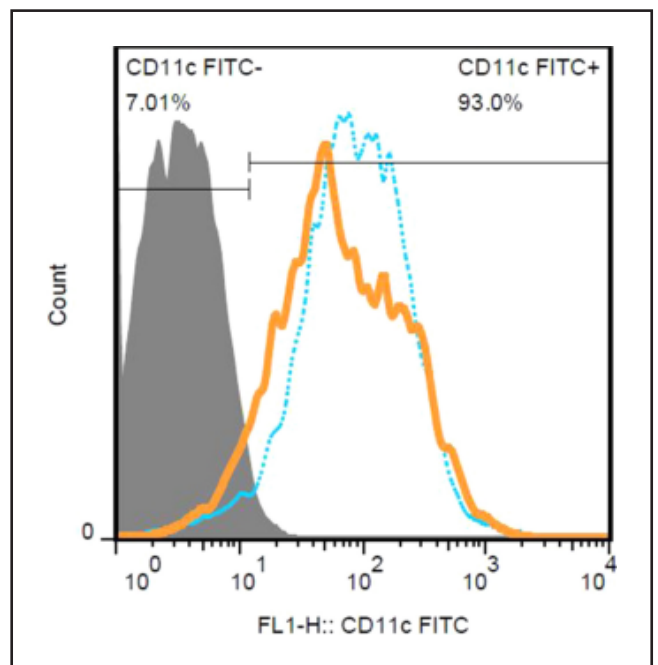 CD11c FITC- CD11c FITC+
7.01% 93.0%
Count
0
10^0 10^1 10^2 10^3 10^4
FL1-H:: CD11c FITC